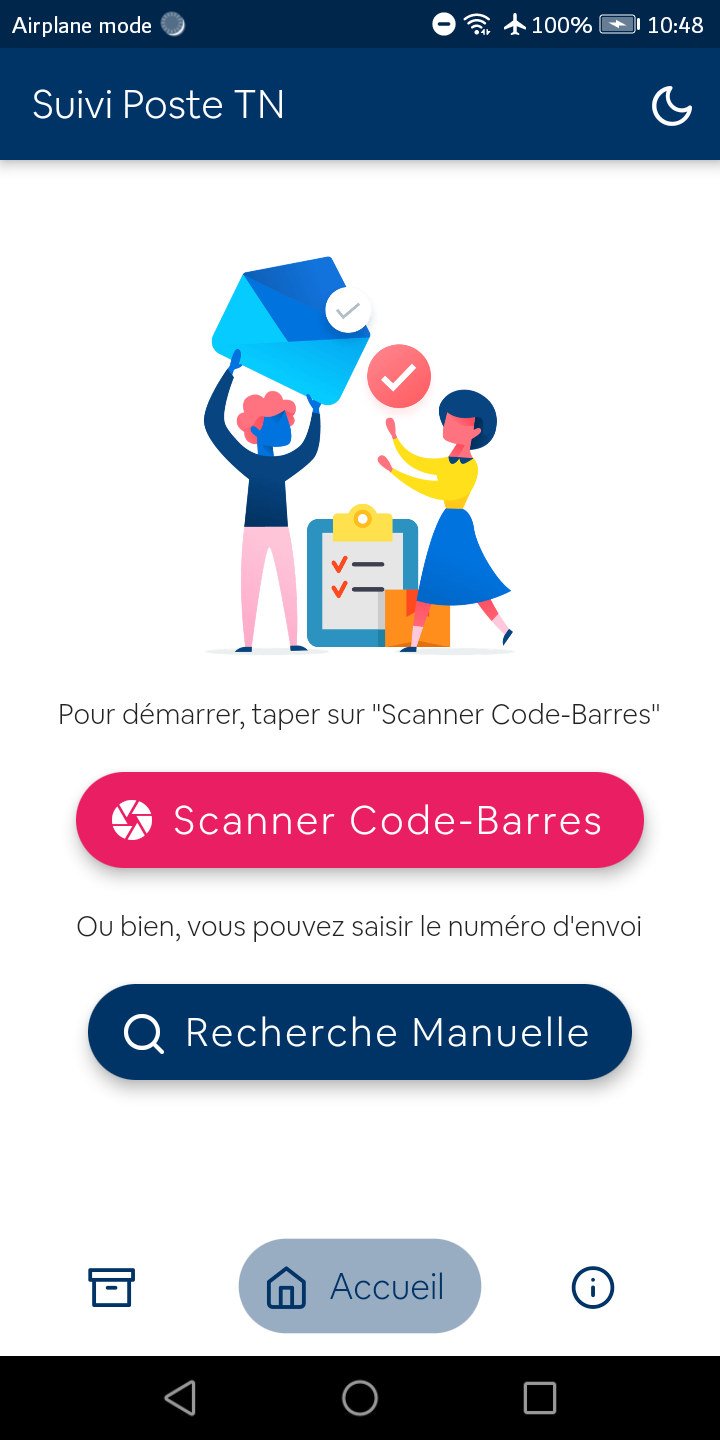 Airplane mode 100% 10:48
Suivi Poste TN
Pour démarrer, taper sur "Scanner Code-Barres"
Scanner Code-Barres
Ou bien, vous pouvez saisir le numéro d'envoi
Recherche Manuelle
Accueil